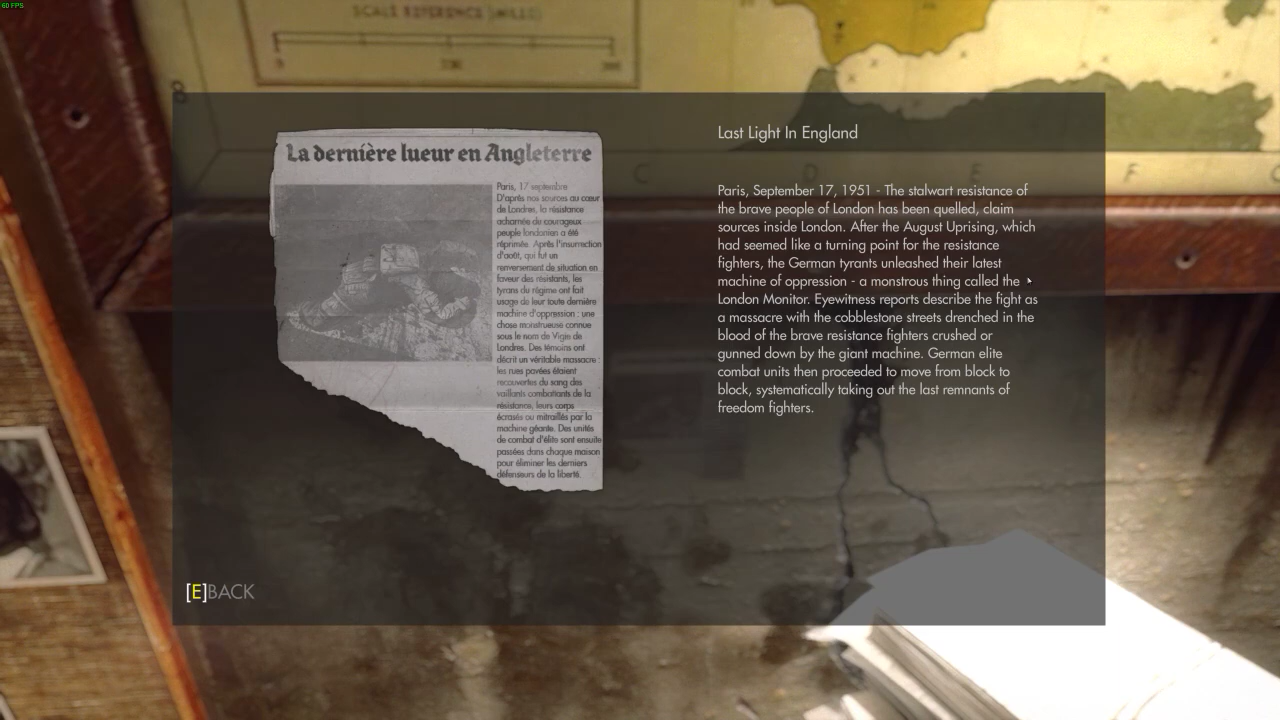 60 FPS
SCALE REFERENCE (MILES)
La dernière lueur en Angleterre
Paris, 17 septembre
D'après nos sources au cœur
de Londres, la résistance
acharnée de courageux
peuple londonien a été
réprimée. Après l'insurrection
d'août, qui fut un
renversement de situation en
faveur des résistants, les
tyrans du régime ont fait
usage de leur toute dernière
machine d'oppression : une
chose monstrueuse connue
sous le nom de Vigie de
Londres. Des témoins ont
décrit un véritable massacre :
les rues pavées étaient
recouvertes du sang des
vaillants combattants de la
résistance, leurs corps
écrasés ou mitraillés par la
machine géante. Des unités
de combat d'élite sont ensuite
passées dans chaque maison
pour éliminer les derniers
défenseurs de la liberté.
Last Light In England
Paris, September 17, 1951 - The stalwart resistance of
the brave people of London has been quelled, claim
sources inside London. After the August Uprising, which
had seemed like a turning point for the resistance
fighters, the German tyrants unleashed their latest
machine of oppression - a monstrous thing called the
London Monitor. Eyewitness reports describe the fight as
a massacre with the cobblestone streets drenched in the
blood of the brave resistance fighters crushed or
gunned down by the giant machine. German elite
combat units then proceeded to move from block to
block, systematically taking out the last remnants of
freedom fighters.
C D E F
[E]BACK